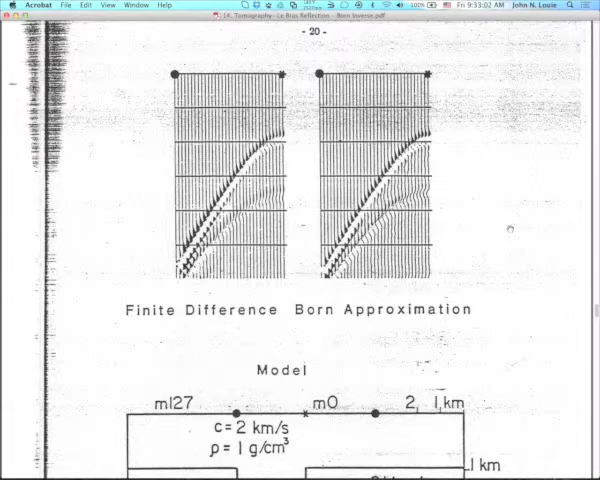 Acrobat File Edit View Window Help 100% Fri 9:33:02 AM John N. Louie
14. Tomography - Le Bras Reflection - Born Inverse.pdf
- 20 -
Finite Difference Born Approximation
Model
m127 m0 2, 1, km
c = 2 km/s
ρ = 1 g/cm³
1 km